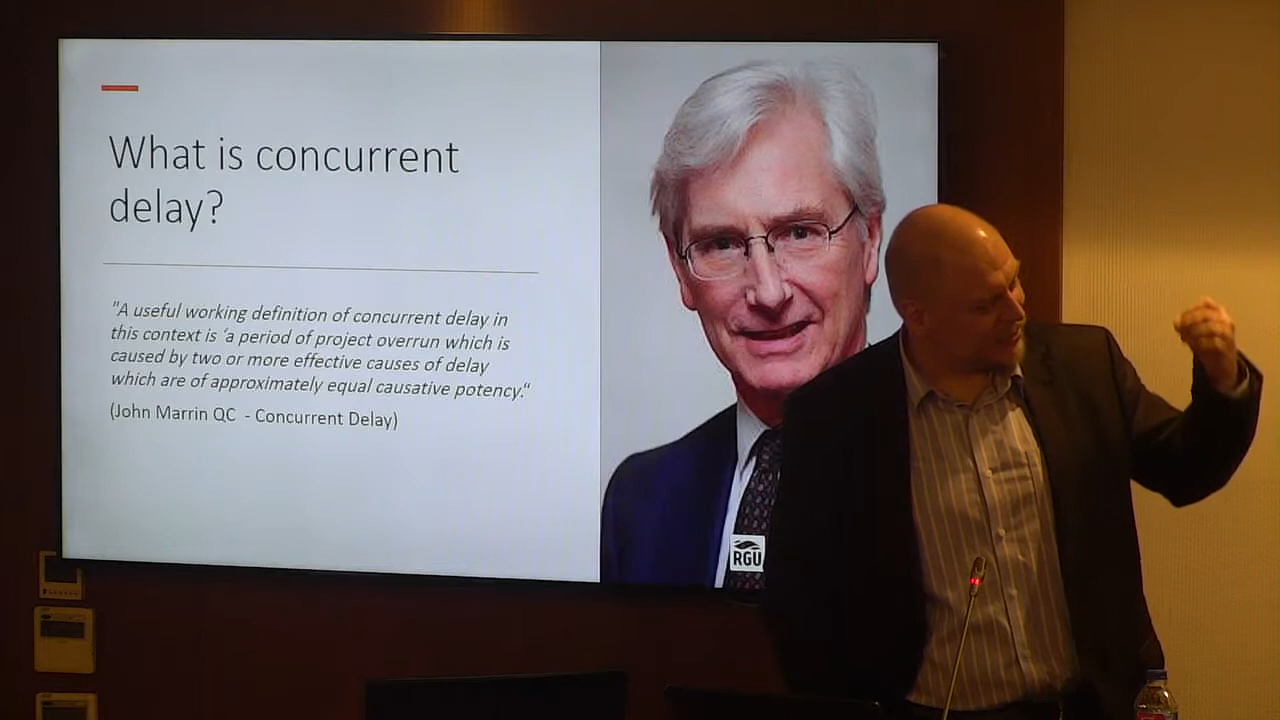 What is concurrent
delay?
"A useful working definition of concurrent delay in
this context is 'a period of project overrun which is
caused by two or more effective causes of delay
which are of approximately equal causative potency."
(John Marrin QC - Concurrent Delay)
RGU